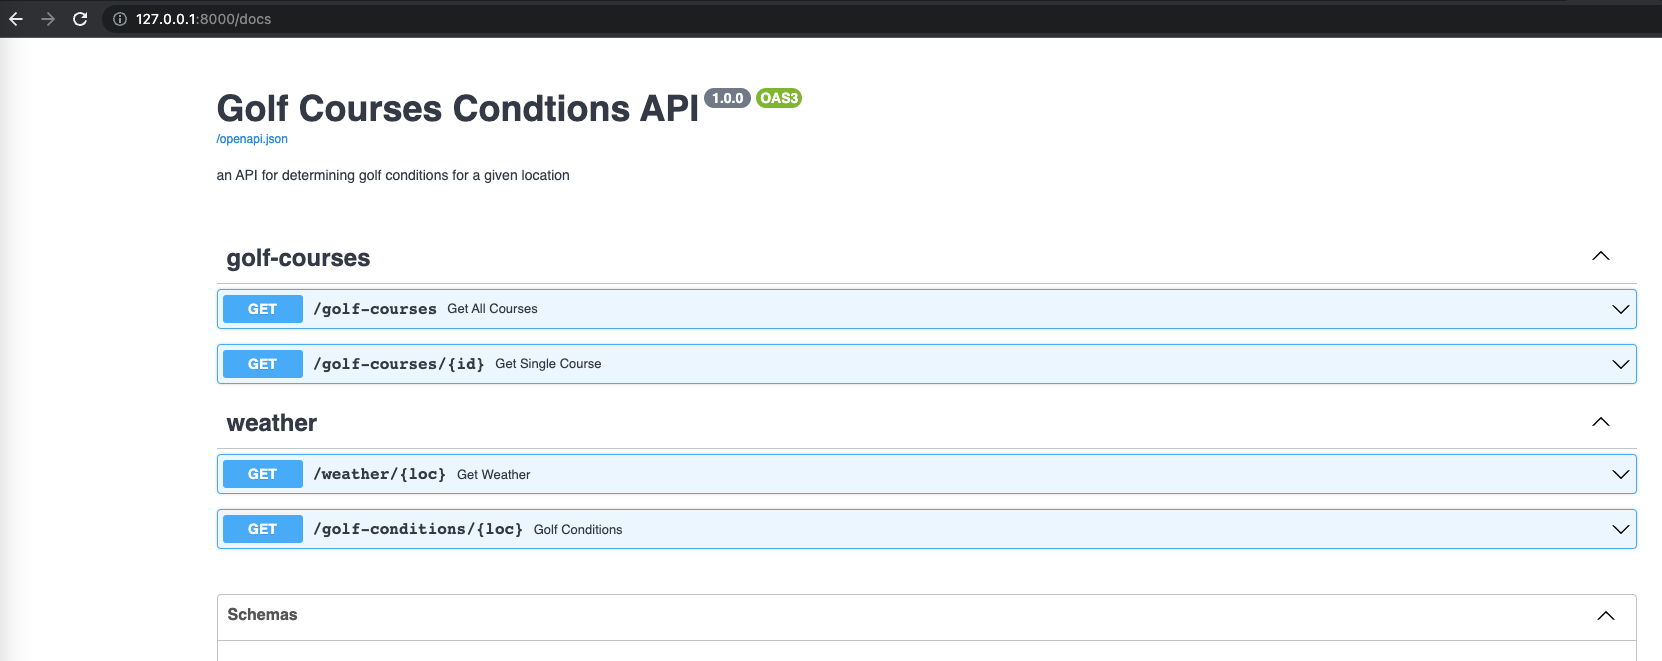 127.0.0.1:8000/docs
Golf Courses Condtions API 1.0.0 OAS3
/openapi.json
an API for determining golf conditions for a given location
golf-courses
GET /golf-courses Get All Courses
GET /golf-courses/{id} Get Single Course
weather
GET /weather/{loc} Get Weather
GET /golf-conditions/{loc} Golf Conditions
Schemas